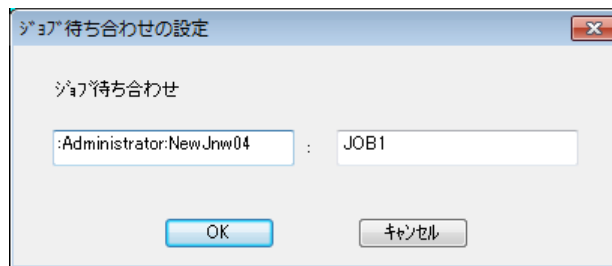 ｼﾞｮﾌﾞ待ち合わせの設定
ｼﾞｮﾌﾞ待ち合わせ
:Administrator:NewJnw04 : JOB1
OK ｷｬﾝｾﾙ